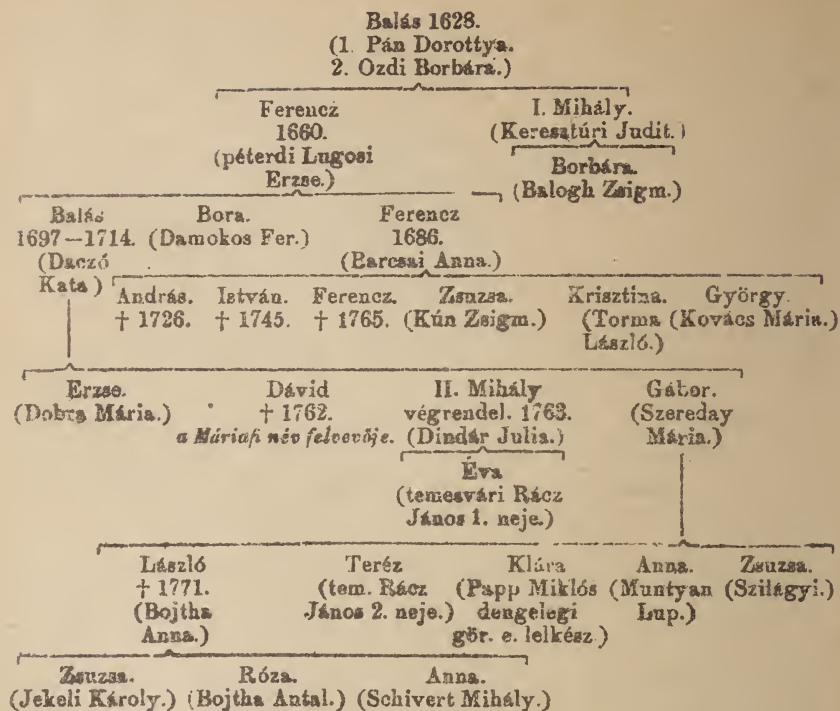 Balás 1628.
(1. Pán Dorottya.
2. Ozdi Borbára.)
Ferencz I. Mihály.
1660. (Keresztúri Judit.)
(péterdi Lugosi Borbára.
Erzse.) (Balogh Zsigm.)
Balás Bora. Ferencz
1697—1714. (Damokos Fer.) 1686.
(Daczó (Barcsai Anna.)
Kata) András. István. Ferencz. Zsuzsa. Krisztina. György.
† 1726. † 1745. † 1765. (Kún Zsigm.) (Torma (Kovács Mária.)
László.)
Erzse. Dávid II. Mihály Gábor.
(Dobra Mária.) † 1762. végrendel. 1763. (Szereday
a Máriafi név felvevője. (Dindár Julia.) Mária.)
Éva
(temesvári Rácz
János 1. neje.)
László Teréz Klára Anna. Zsuzsa.
† 1771. (tem. Rácz (Papp Miklós (Muntyan (Szilágyi.)
(Bojtha János 2. neje.) dengelegi Lup.)
Anna.) gör. e. lelkész.)
Zsuzsa. Róza. Anna.
(Jekeli Károly.) (Bojtha Antal.) (Schivert Mihály.)